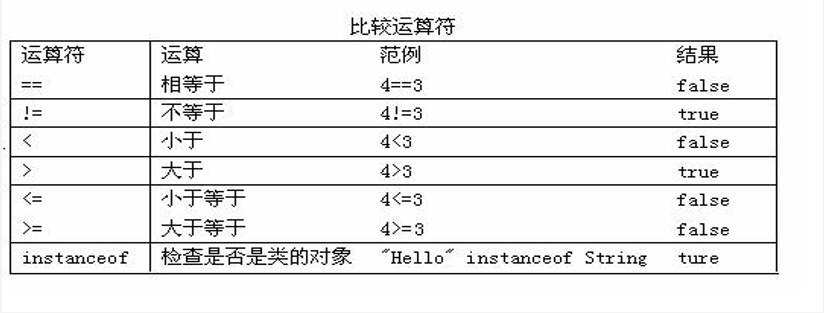 比较运算符
运算符 运算 范例 结果
== 相等于 4==3 false
!= 不等于 4!=3 true
< 小于 4<3 false
> 大于 4>3 true
<= 小于等于 4<=3 false
>= 大于等于 4>=3 false
instanceof 检查是否是类的对象 "Hello" instanceof String ture